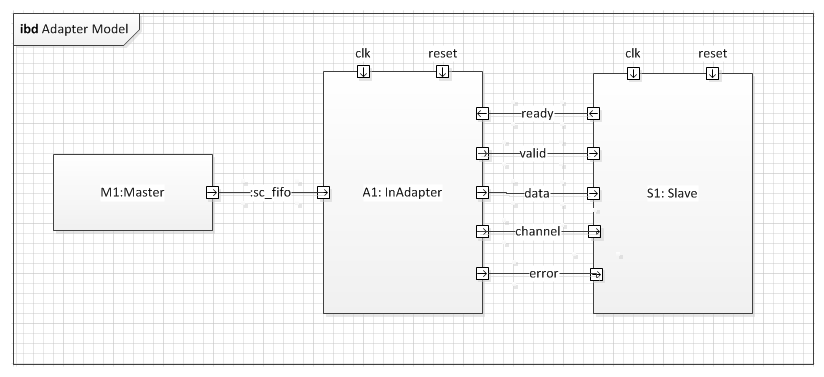 ibd Adapter Model
clk
reset
clk
reset
ready
valid
M1:Master
:sc_fifo
A1: InAdapter
data
S1: Slave
channel
error